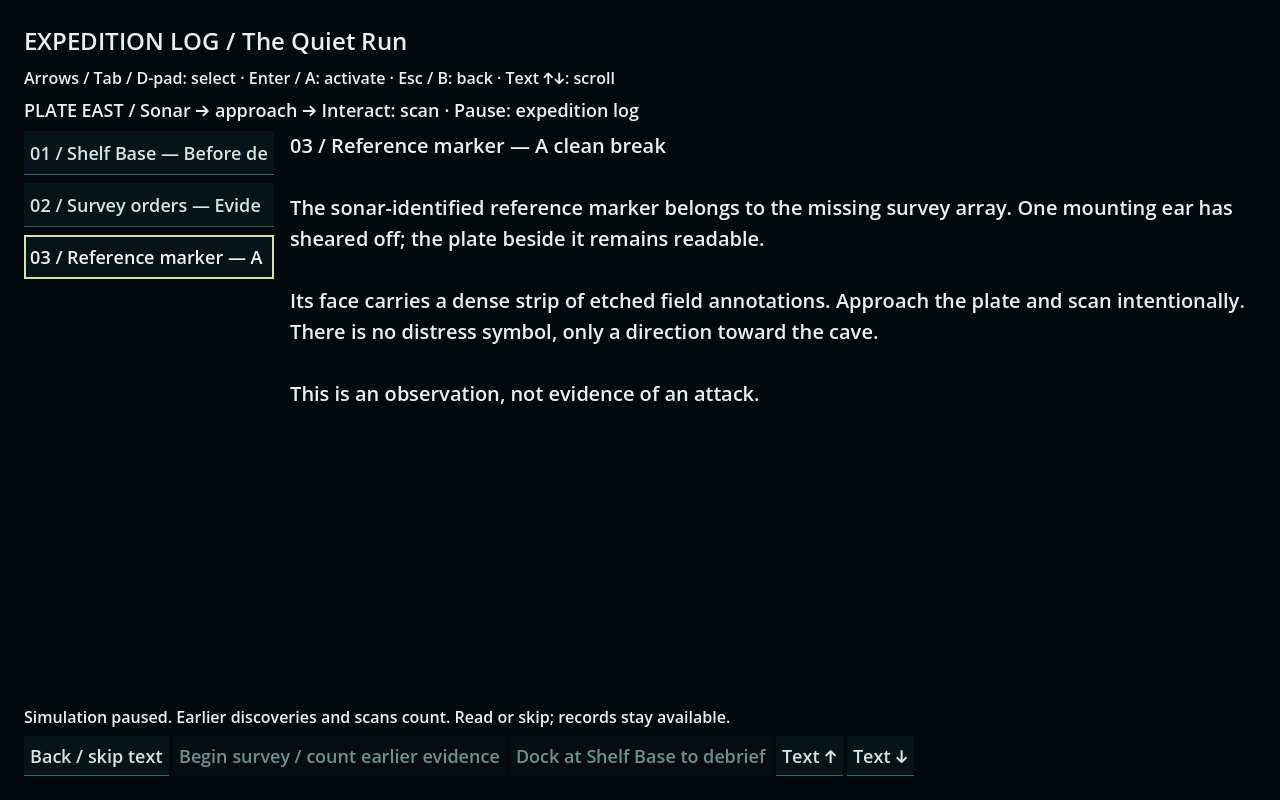 EXPEDITION LOG / The Quiet Run
Arrows / Tab / D-pad: select · Enter / A: activate · Esc / B: back · Text ↑↓: scroll
PLATE EAST / Sonar → approach → Interact: scan · Pause: expedition log
01 / Shelf Base — Before de
02 / Survey orders — Evide
03 / Reference marker — A
03 / Reference marker — A clean break
The sonar-identified reference marker belongs to the missing survey array. One mounting ear has
sheared off; the plate beside it remains readable.
Its face carries a dense strip of etched field annotations. Approach the plate and scan intentionally.
There is no distress symbol, only a direction toward the cave.
This is an observation, not evidence of an attack.
Simulation paused. Earlier discoveries and scans count. Read or skip; records stay available.
Back / skip text
Begin survey / count earlier evidence
Dock at Shelf Base to debrief
Text ↑
Text ↓